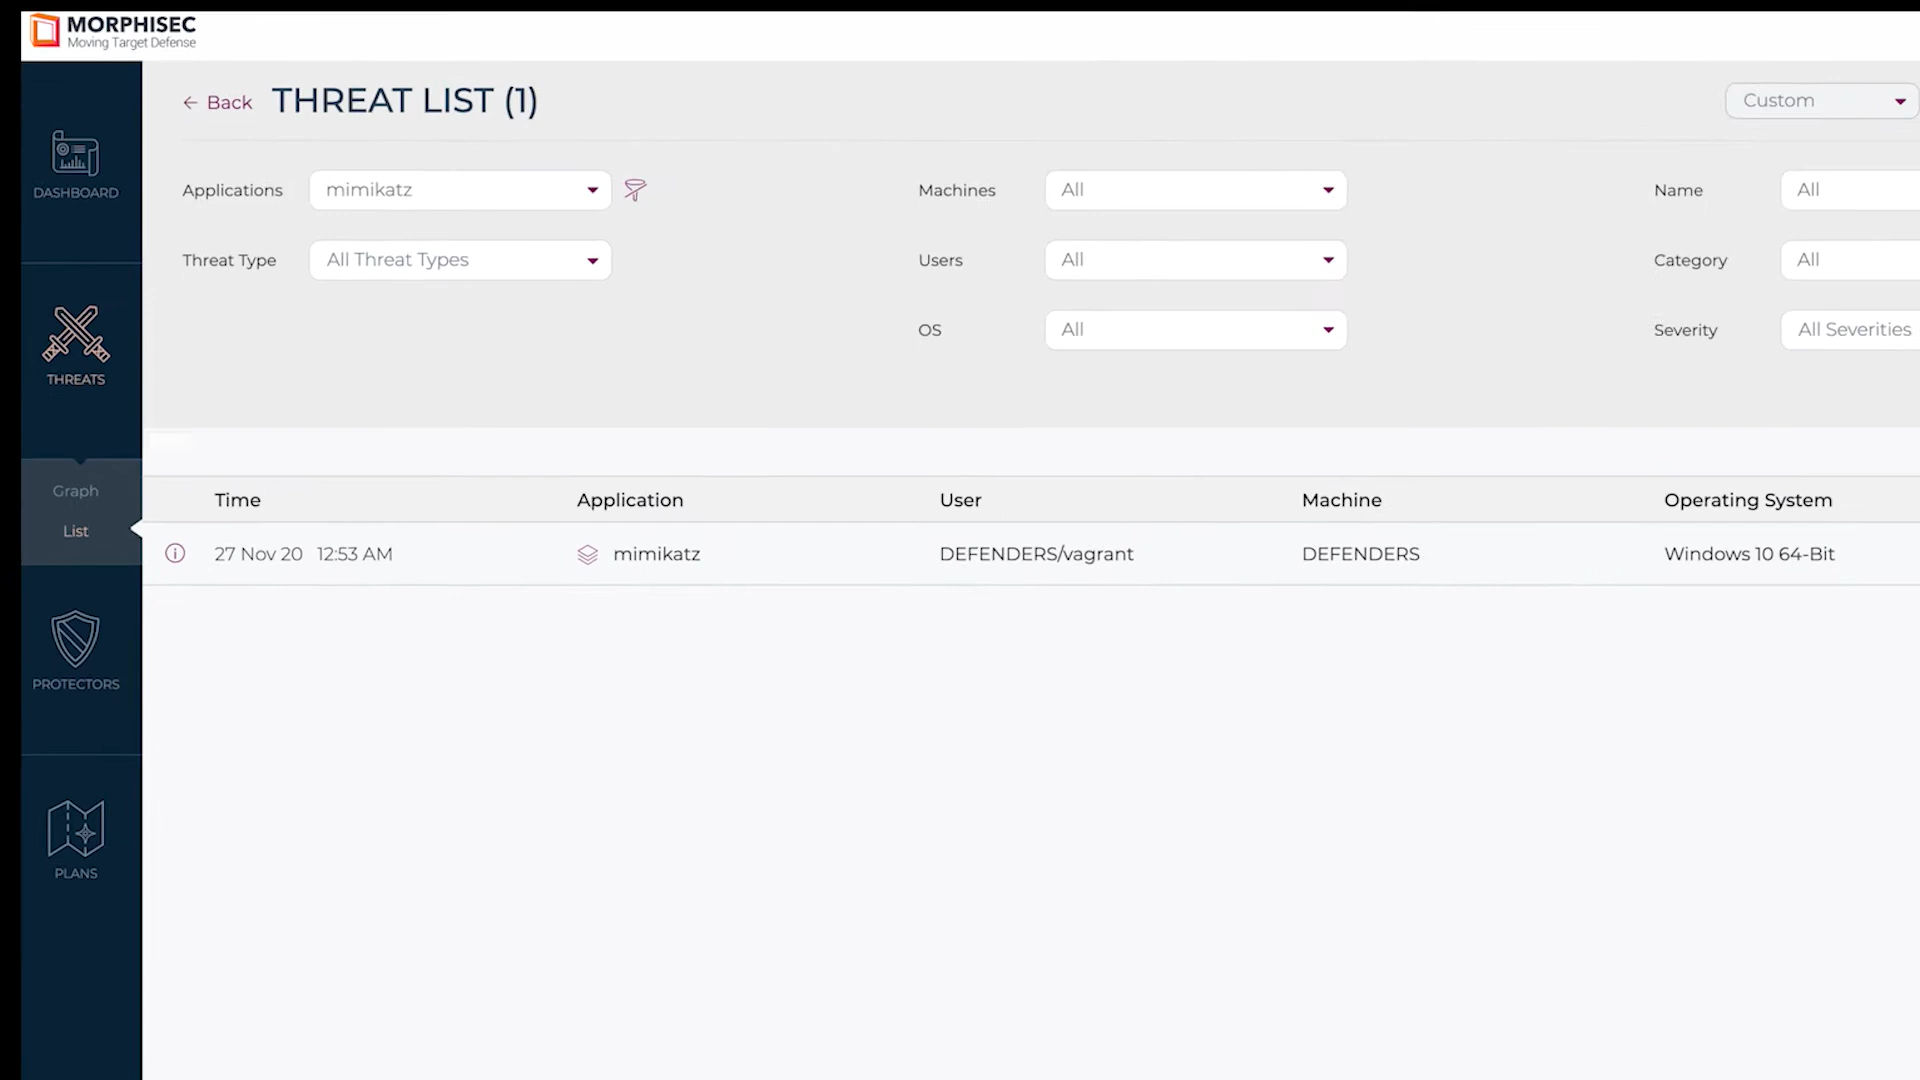 MORPHISEC
Moving Target Defense
← Back THREAT LIST (1) Custom
Applications mimikatz Machines All Name All
Threat Type All Threat Types Users All Category All
OS All Severity All Severities
DASHBOARD
THREATS
Graph
List
PROTECTORS
PLANS
Time Application User Machine Operating System
27 Nov 20 12:53 AM mimikatz DEFENDERS/vagrant DEFENDERS Windows 10 64-Bit